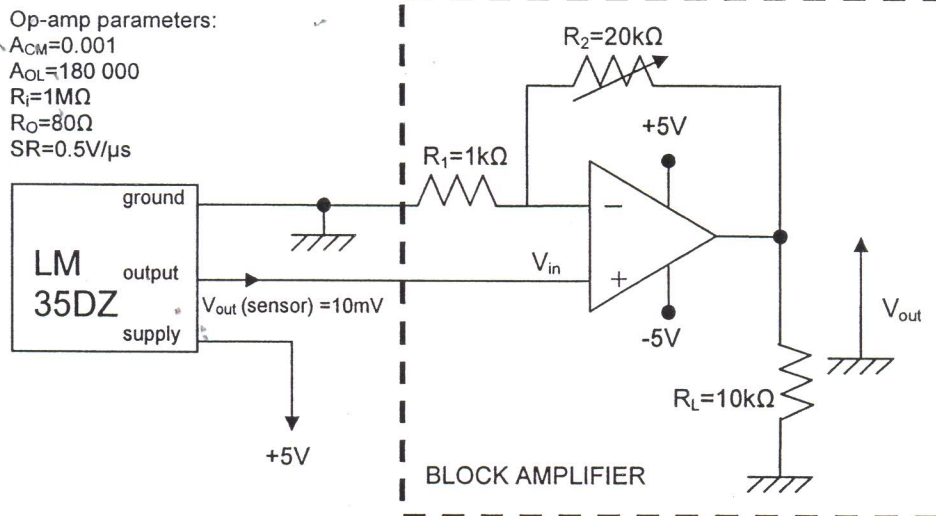 Op-amp parameters:
ACM=0.001
AOL=180 000
Ri=1MΩ
RO=80Ω
SR=0.5V/µs
R2=20kΩ
+5V
R1=1kΩ
ground
LM
35DZ
output
Vin
Vout (sensor) =10mV
supply
-5V
Vout
RL=10kΩ
+5V
BLOCK AMPLIFIER